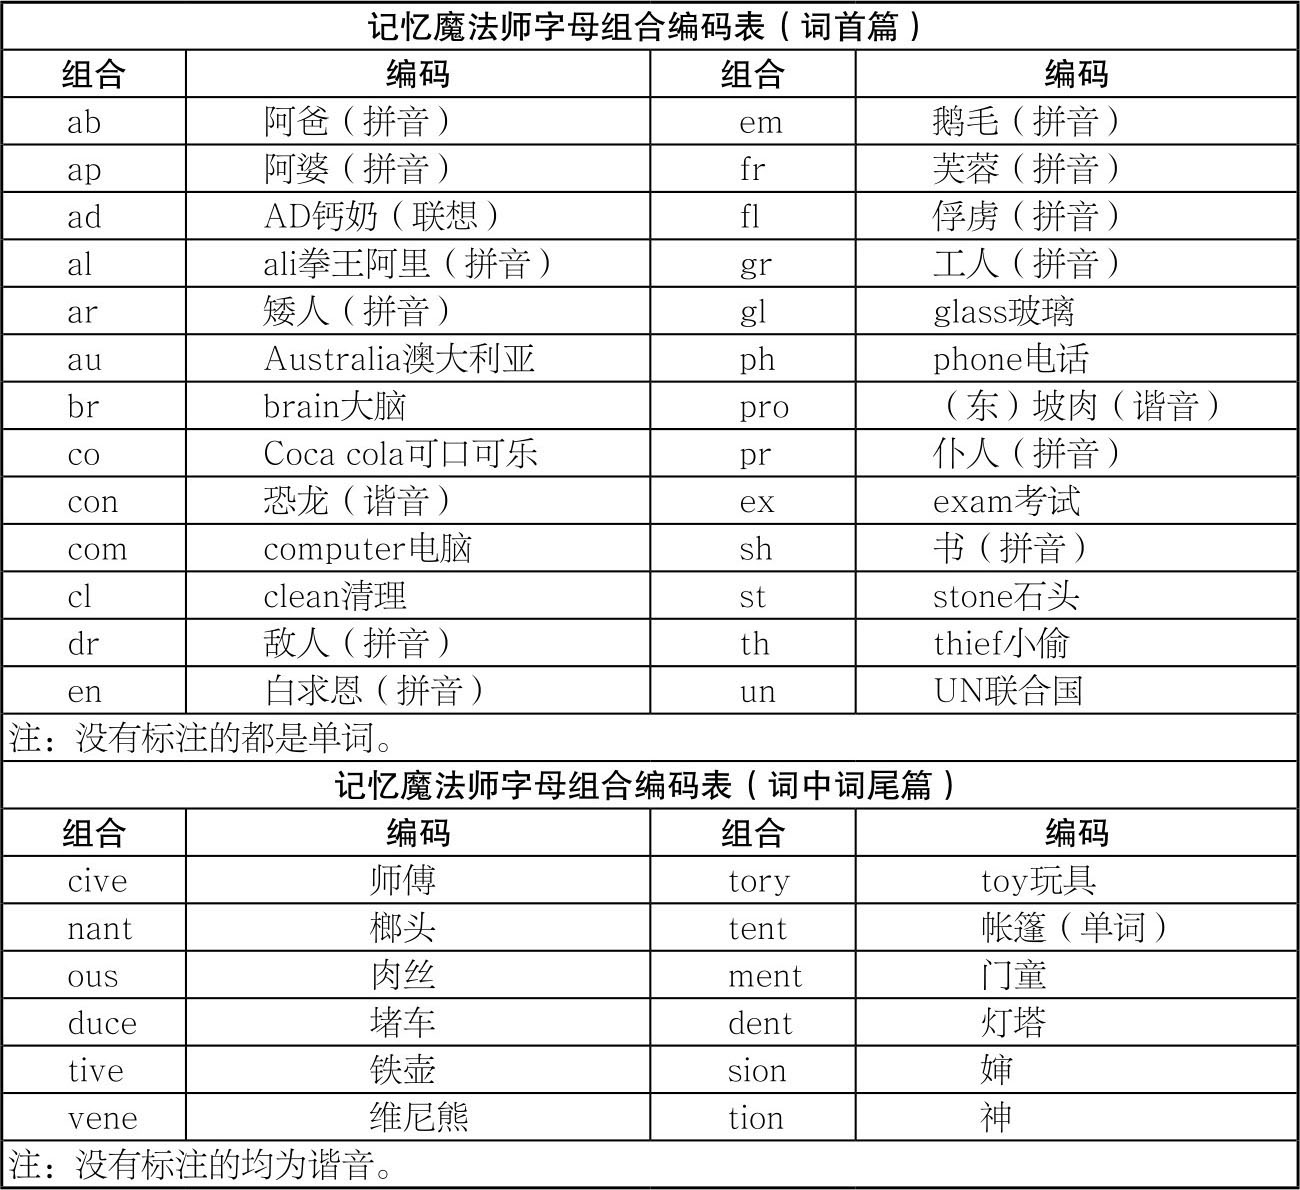 记忆魔法师字母组合编码表（词首篇）
组合 编码 组合 编码
ab 阿爸（拼音） em 鹅毛（拼音）
ap 阿婆（拼音） fr 芙蓉（拼音）
ad AD钙奶（联想） fl 俘虏（拼音）
al ali拳王阿里（拼音） gr 工人（拼音）
ar 矮人（拼音） gl glass玻璃
au Australia澳大利亚 ph phone电话
br brain大脑 pro （东）坡肉（谐音）
co Coca cola可口可乐 pr 仆人（拼音）
con 恐龙（谐音） ex exam考试
com computer电脑 sh 书（拼音）
cl clean清理 st stone石头
dr 敌人（拼音） th thief小偷
en 白求恩（拼音） un UN联合国
注：没有标注的都是单词。
记忆魔法师字母组合编码表（词中词尾篇）
组合 编码 组合 编码
cive 师傅 tory toy玩具
nant 榔头 tent 帐篷（单词）
ous 肉丝 ment 门童
duce 堵车 dent 灯塔
tive 铁壶 sion 婶
vene 维尼熊 tion 神
注：没有标注的均为谐音。